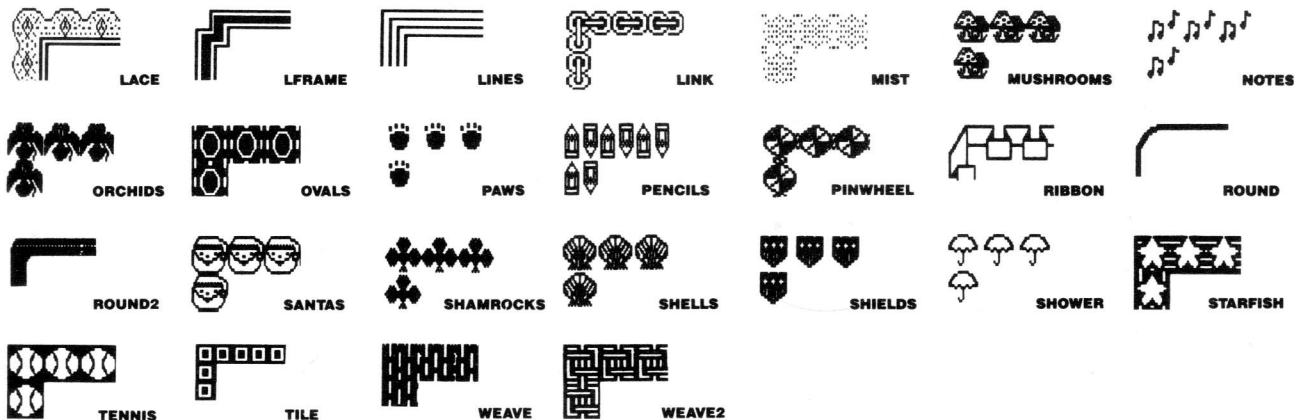 LACE LFRAME LINES LINK MIST MUSHROOMS NOTES
ORCHIDS OVALS PAWS PENCILS PINWHEEL RIBBON ROUND
ROUND2 SANTAS SHAMROCKS SHELLS SHIELDS SHOWER STARFISH
TENNIS TILE WEAVE WEAVE2